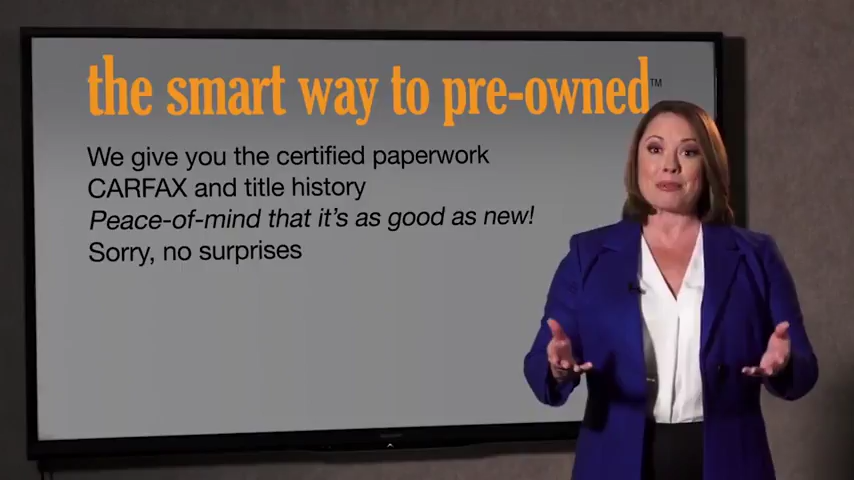 the smart way to pre-owned™
We give you the certified paperwork
CARFAX and title history
Peace-of-mind that it's as good as new!
Sorry, no surprises